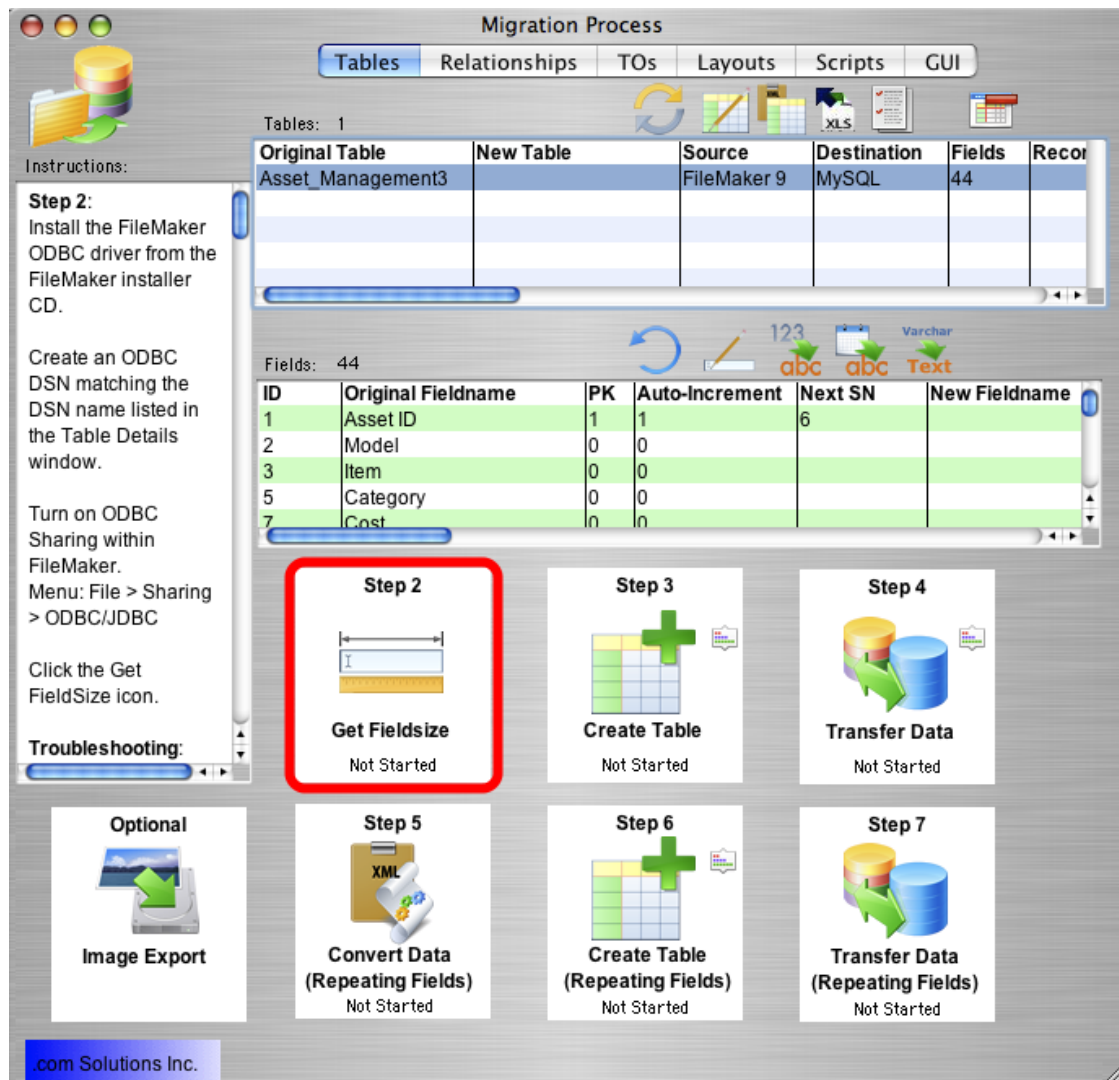 Migration Process
Tables Relationships TOs Layouts Scripts GUI
XML
XLS
Tables: 1
Original Table New Table Source Destination Fields Recor
Asset_Management3 FileMaker 9 MySQL 44
Instructions:
Step 2:
Install the FileMaker
ODBC driver from the
FileMaker installer
CD.
Create an ODBC
DSN matching the
DSN name listed in
the Table Details
window.
Turn on ODBC
Sharing within
FileMaker.
Menu: File > Sharing
> ODBC/JDBC
Click the Get
FieldSize icon.
Troubleshooting:
123
abc
abc
Varchar
Text
Fields: 44
ID Original Fieldname PK Auto-Increment Next SN New Fieldname
1 Asset ID 1 1 6
2 Model 0 0
3 Item 0 0
5 Category 0 0
7 Cost 0 0
Step 2
Get Fieldsize
Not Started
Step 3
Create Table
Not Started
Step 4
Transfer Data
Not Started
Optional
Image Export
Step 5
XML
Convert Data
(Repeating Fields)
Not Started
Step 6
Create Table
(Repeating Fields)
Not Started
Step 7
Transfer Data
(Repeating Fields)
Not Started
.com Solutions Inc.